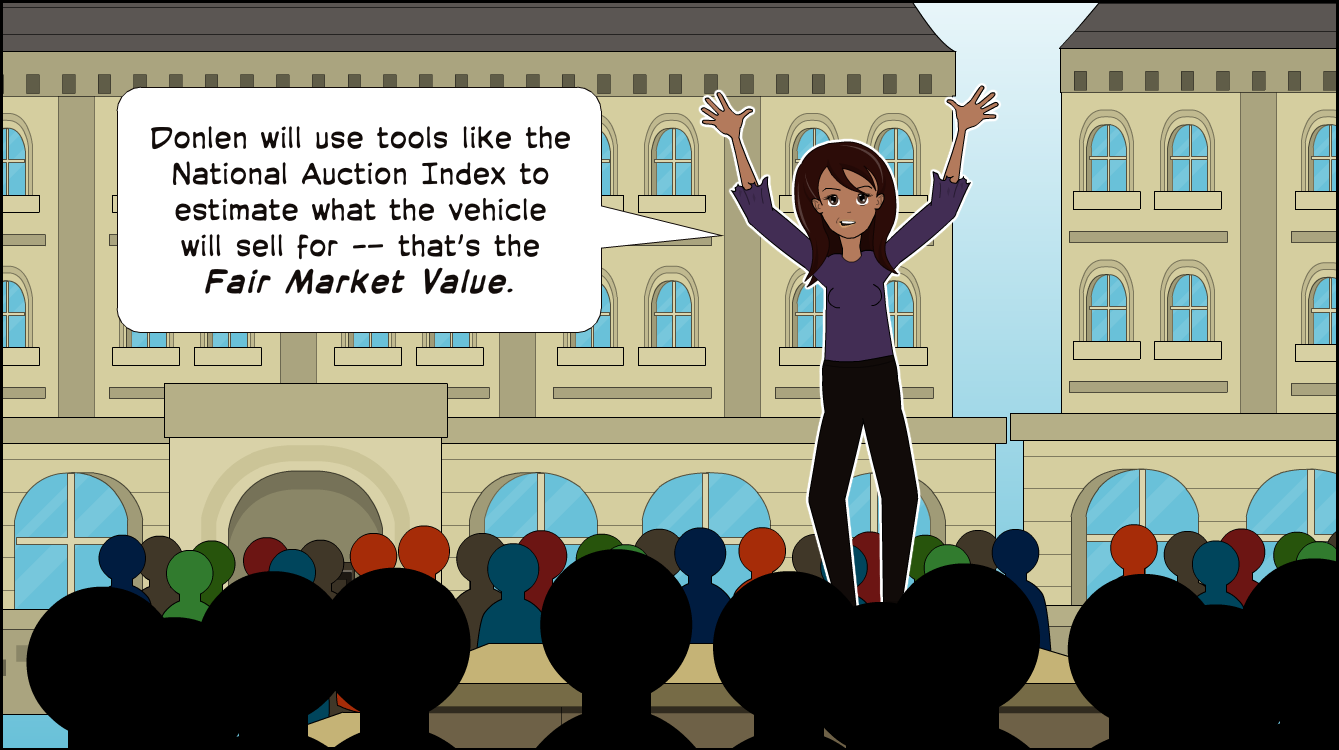 Donlen will use tools like the
National Auction Index to
estimate what the vehicle
will sell for -- that's the
Fair Market Value.